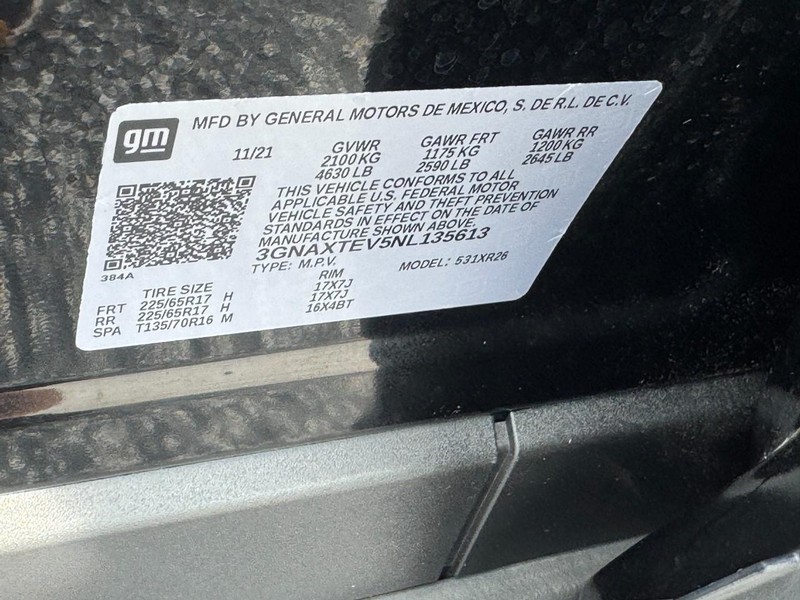 gm
MFD BY GENERAL MOTORS DE MEXICO, S. DE R.L. DE C.V.
11/21 GVWR GAWR FRT GAWR RR
2100 KG 1175 KG 1200 KG
4630 LB 2590 LB 2645 LB
THIS VEHICLE CONFORMS TO ALL
APPLICABLE U.S. FEDERAL MOTOR
VEHICLE SAFETY AND THEFT PREVENTION
STANDARDS IN EFFECT ON THE DATE OF
MANUFACTURE SHOWN ABOVE.
3GNAXTEV5NL135613
384A TYPE: M.P.V. MODEL: 531XR26
TIRE SIZE RIM
FRT 225/65R17 H 17X7J
RR 225/65R17 H 17X7J
SPA T135/70R16 M 16X4BT